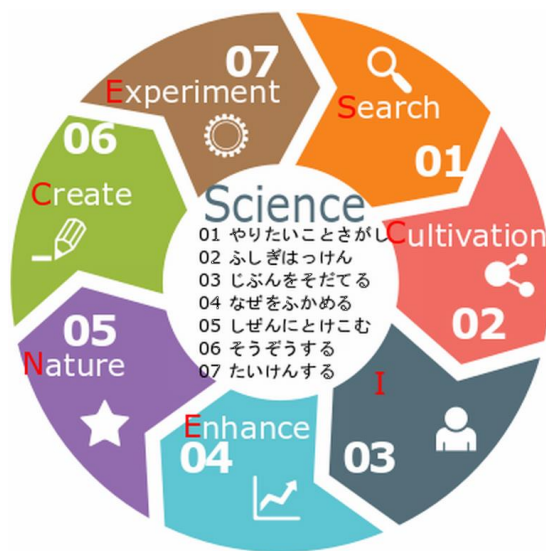 07
Experiment
Search
01
06
Create
Science
01 やりたいことさがし
02 ふしぎはっけん
03 じぶんをそだてる
04 なぜをふかめる
05 しぜんにとけこむ
06 そうぞうする
07 たいけんする
Cultivation
02
05
Nature
I
03
Enhance
04